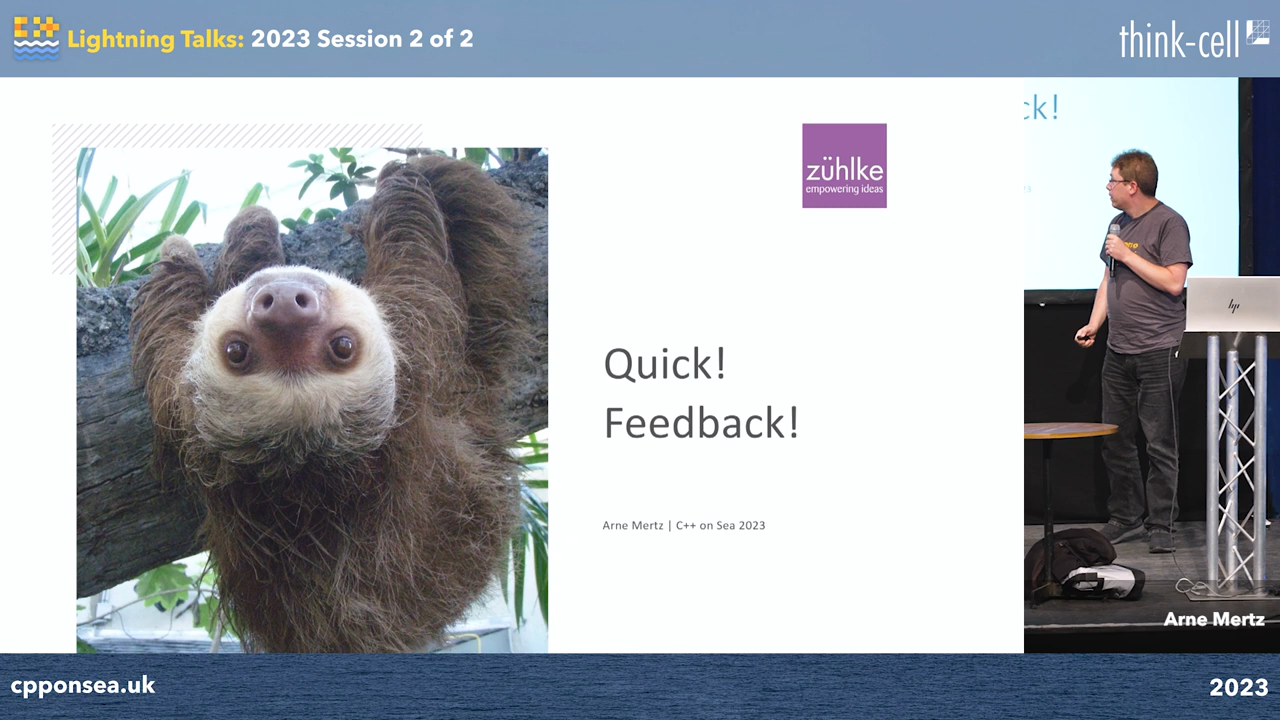 C++
Lightning Talks: 2023 Session 2 of 2
think-cell
ck!
zühlke
empowering ideas
Quick!
Feedback!
Arne Mertz | C++ on Sea 2023
hp
Arne Mertz
cpponsea.uk
2023